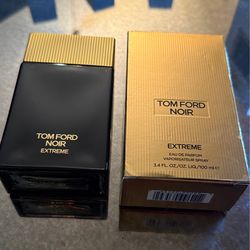 TOM FORD
NOIR
EXTREME
TOM FORD
NOIR
EXTREME
EAU DE PARFUM
VAPORISATEUR SPRAY
3.4 FL.OZ./OZ.LIQ./100 ml ℮